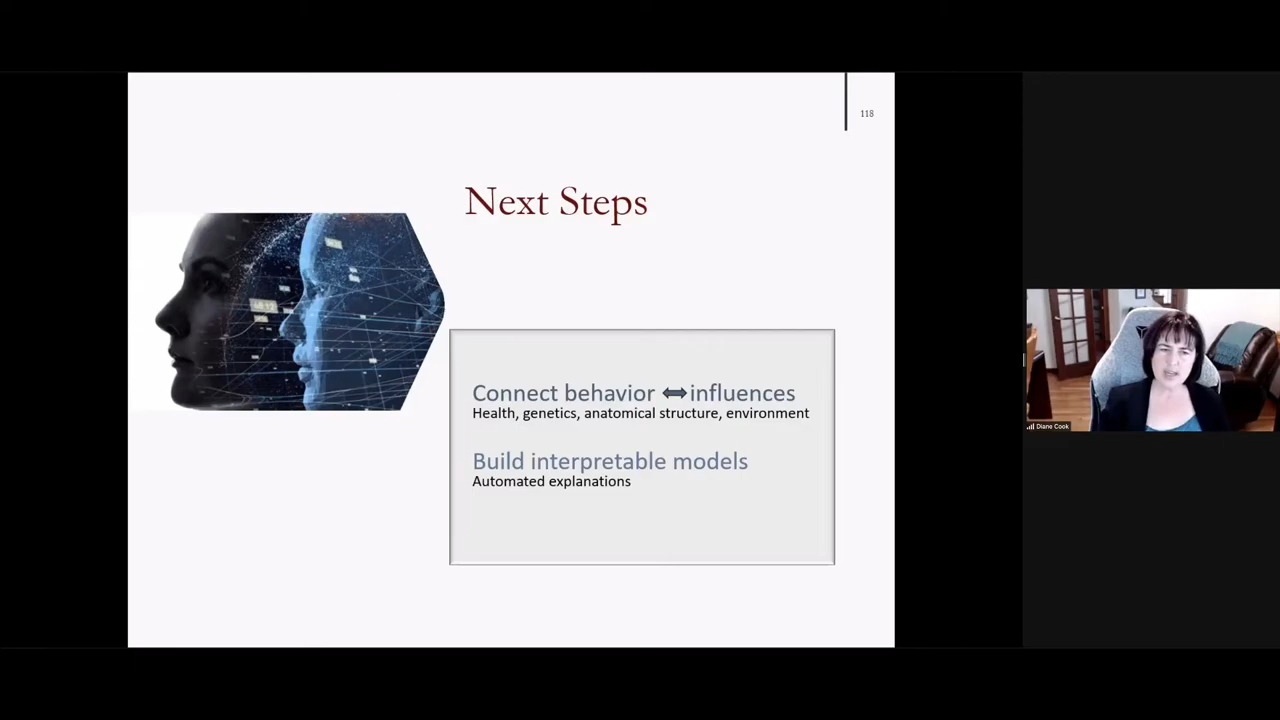 118
Next Steps
Connect behavior ⬌influences
Health, genetics, anatomical structure, environment
Build interpretable models
Automated explanations
Diane Cook